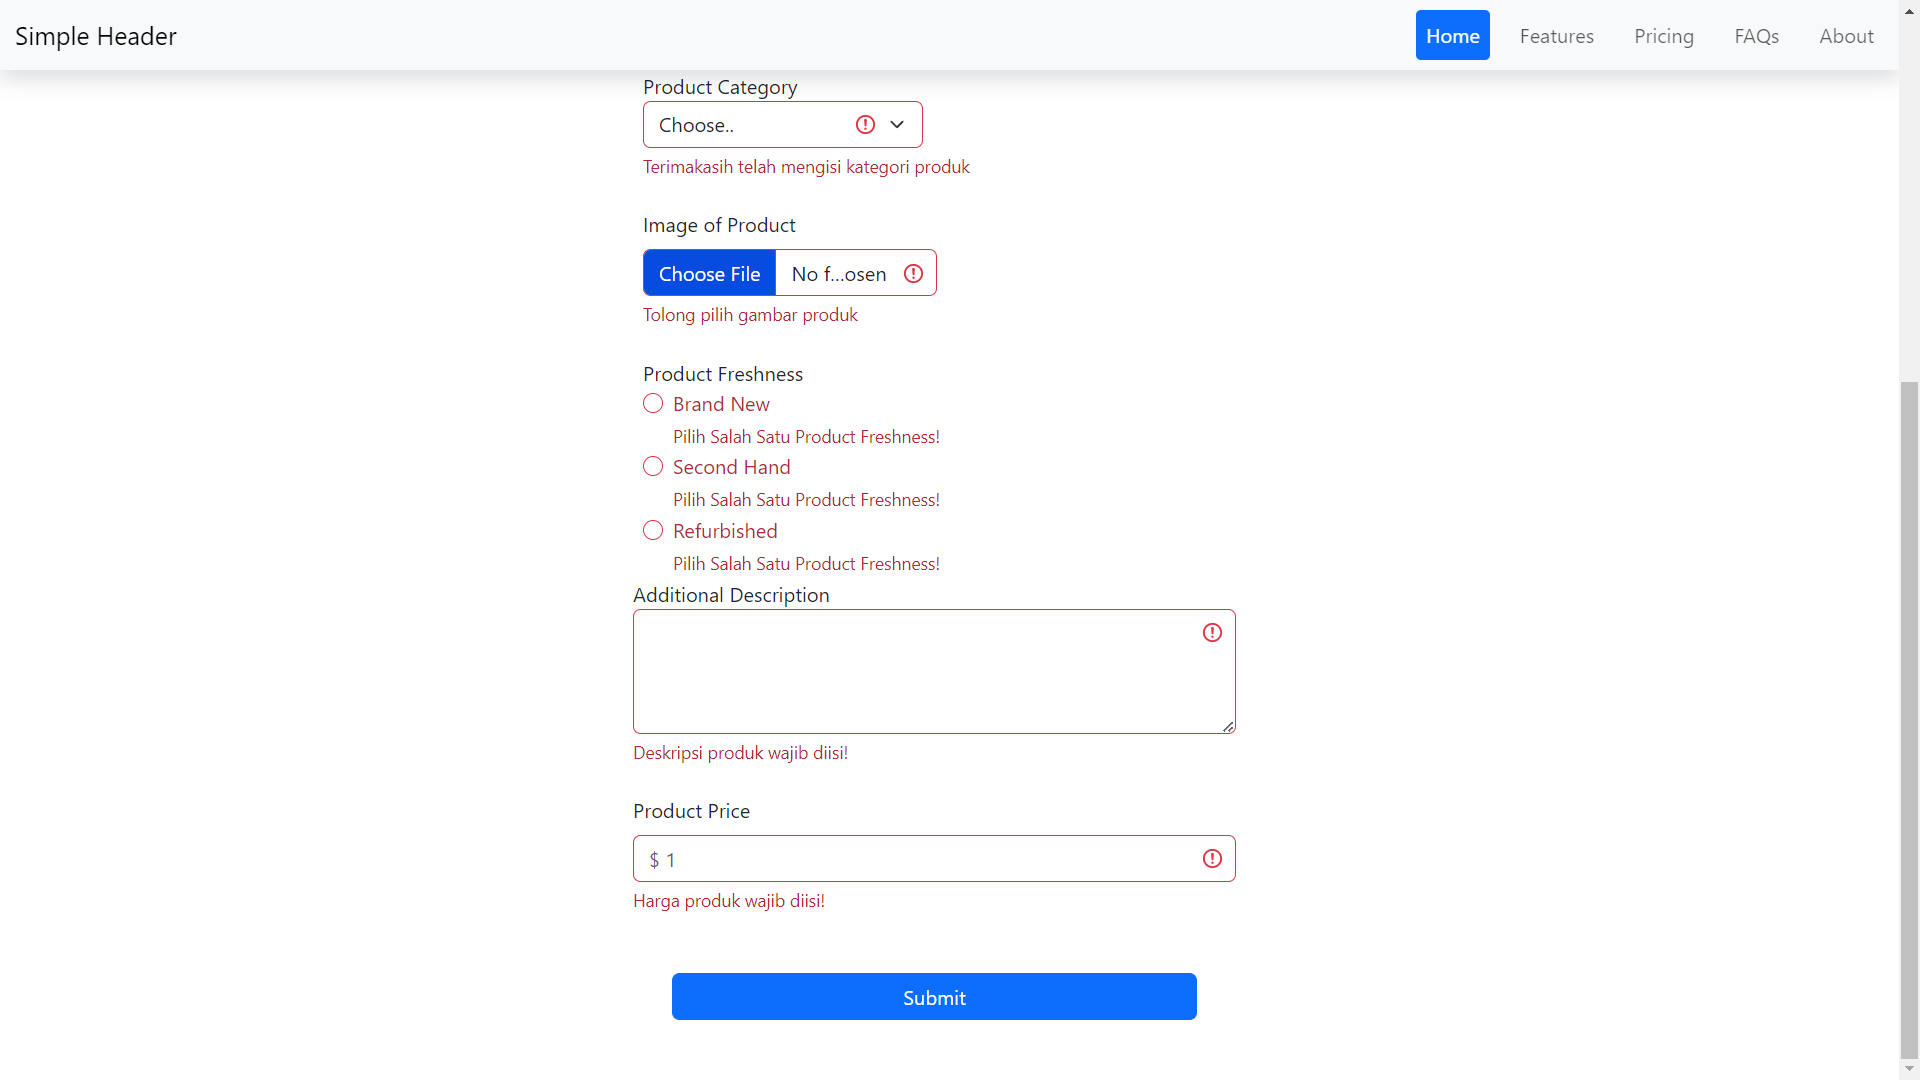 Simple Header
Home Features Pricing FAQs About
Product Category
Choose..
Terimakasih telah mengisi kategori produk
Image of Product
Choose File No f...osen
Tolong pilih gambar produk
Product Freshness
Brand New
Pilih Salah Satu Product Freshness!
Second Hand
Pilih Salah Satu Product Freshness!
Refurbished
Pilih Salah Satu Product Freshness!
Additional Description
Deskripsi produk wajib diisi!
Product Price
$ 1
Harga produk wajib diisi!
Submit